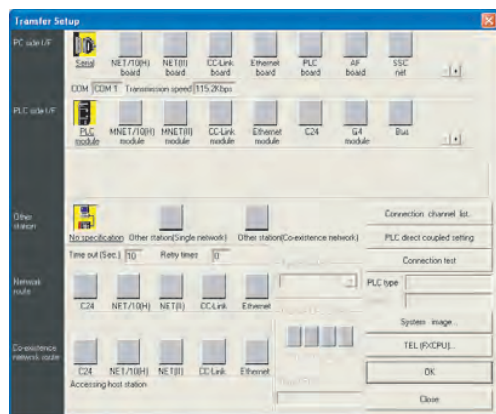 Transfer Setup
PC side I/F
Serial NET/10(H) board NET(II) board CC-Link board Ethernet board PLC board AF board SSC net
COM COM 1 Transmission speed 115.2Kbps
PLC side I/F
PLC module MNET/10(H) module MNET(II) module CC-Link module Ethernet module C24 G4 module Bus
Other station
No specification Other station(Single network) Other station(Co-existence network)
Connection channel list...
PLC direct coupled setting
Time out (Sec.) 10 Retry times 0
Connection test
Network route
C24 NET/10(H) NET(II) CC-Link Ethernet
PLC type
System image...
TEL (FXCPU)...
Co-existence network route
C24 NET/10(H) NET(II) CC-Link Ethernet
OK
Accessing host station
Close